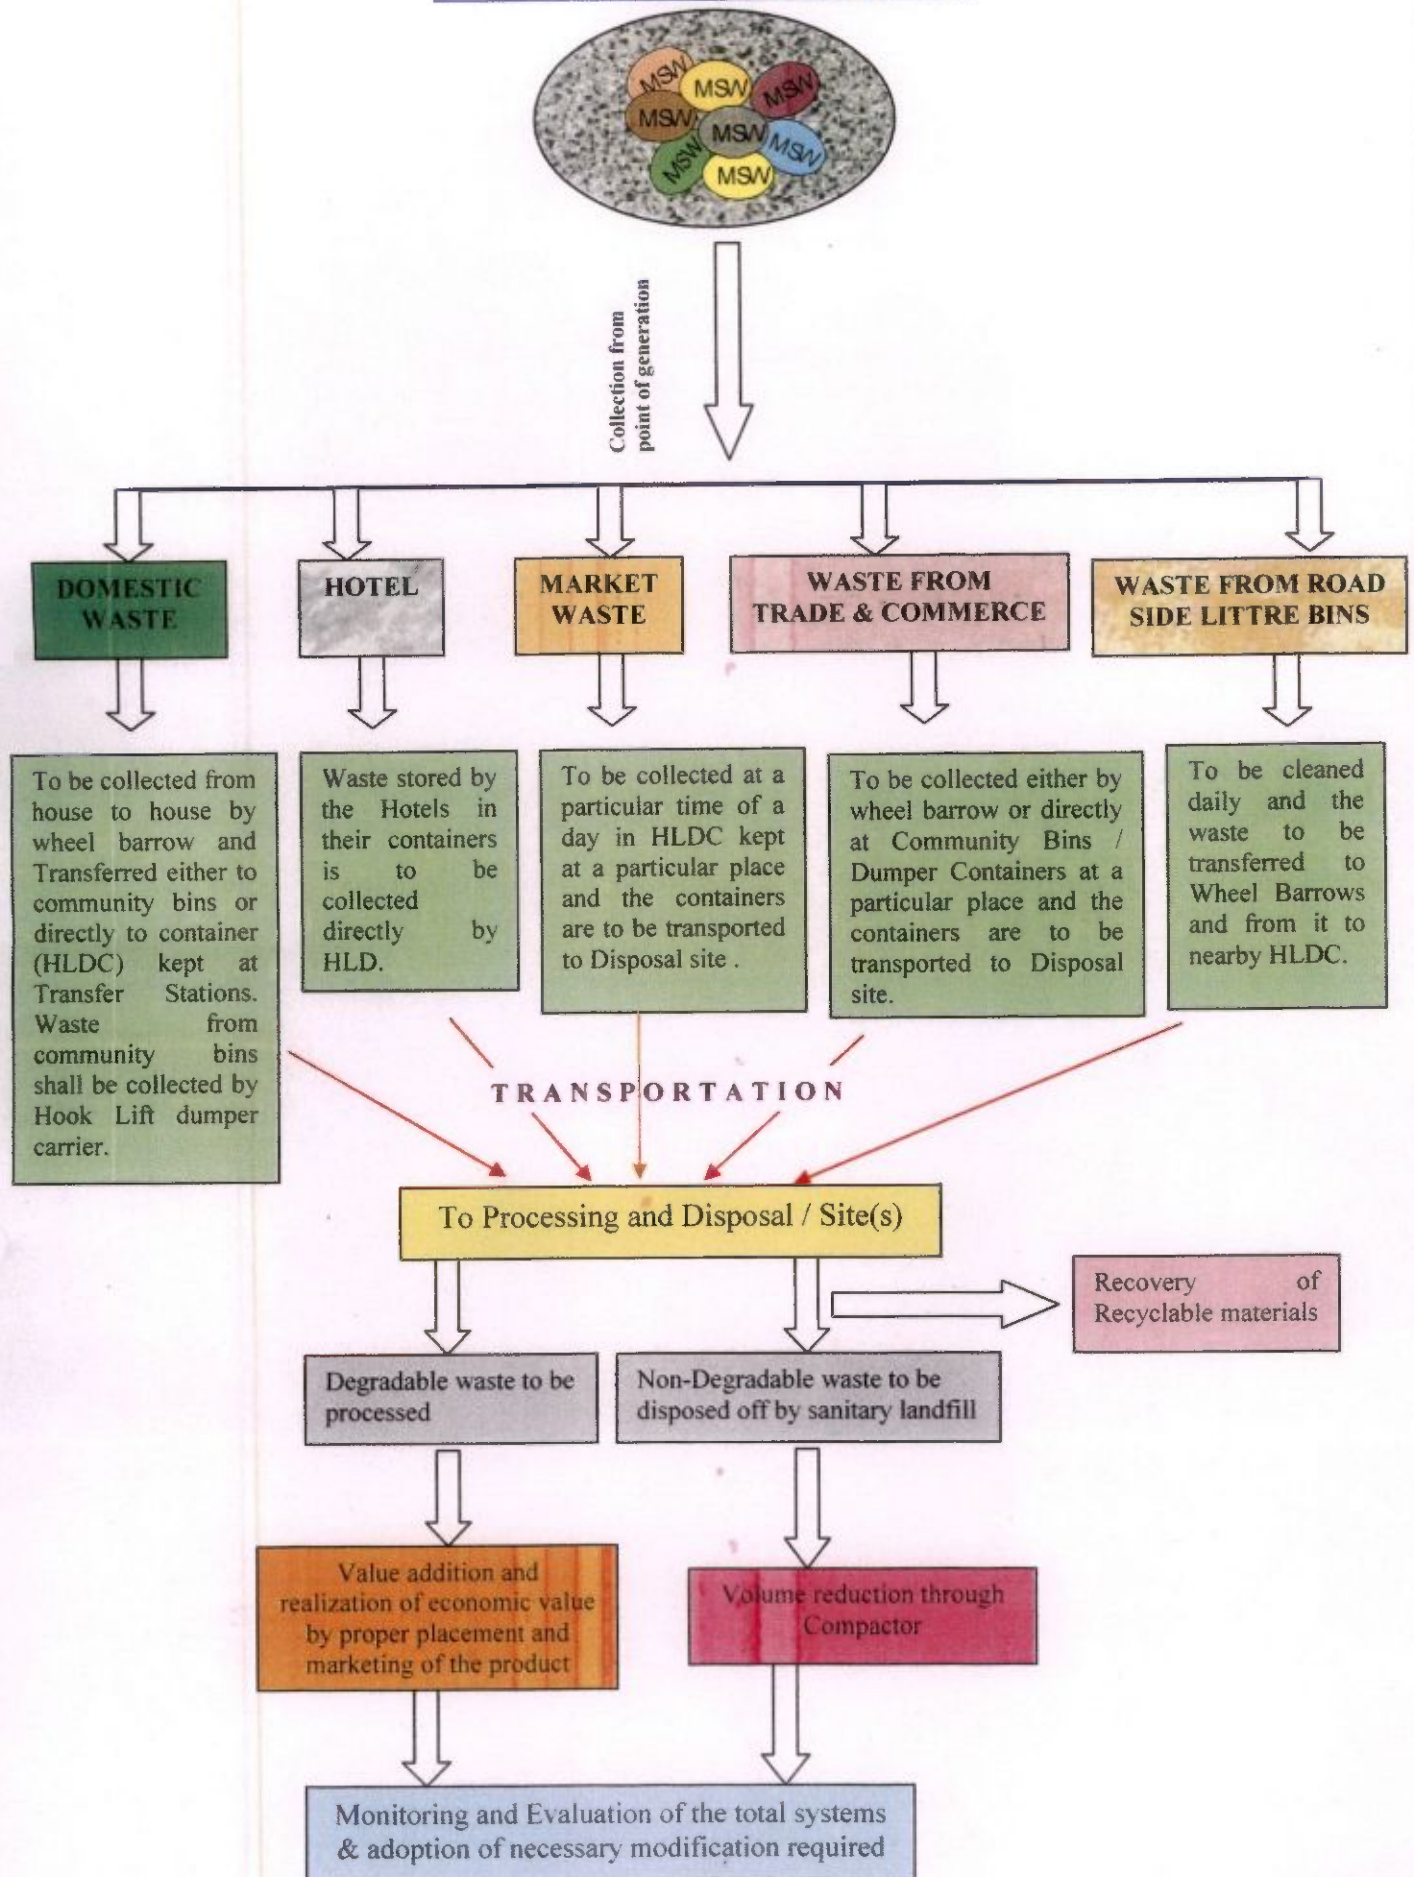 MSW
MSW
MSW
MSW
MSW
MSW
MSW
MSW
Collection from
point of generation
DOMESTIC
WASTE
HOTEL
MARKET
WASTE
WASTE FROM
TRADE & COMMERCE
WASTE FROM ROAD
SIDE LITTRE BINS
To be collected from
house to house by
wheel barrow and
Transferred either to
community bins or
directly to container
(HLDC) kept at
Transfer Stations.
Waste from
community bins
shall be collected by
Hook Lift dumper
carrier.
Waste stored by
the Hotels in
their containers
is to be
collected
directly by
HLD.
To be collected at a
particular time of a
day in HLDC kept
at a particular place
and the containers
are to be transported
to Disposal site .
To be collected either by
wheel barrow or directly
at Community Bins /
Dumper Containers at a
particular place and the
containers are to be
transported to Disposal
site.
To be cleaned
daily and the
waste to be
transferred to
Wheel Barrows
and from it to
nearby HLDC.
TRANSPORTATION
To Processing and Disposal / Site(s)
Recovery of
Recyclable materials
Degradable waste to be
processed
Non-Degradable waste to be
disposed off by sanitary landfill
Value addition and
realization of economic value
by proper placement and
marketing of the product
Volume reduction through
Compactor
Monitoring and Evaluation of the total systems
& adoption of necessary modification required